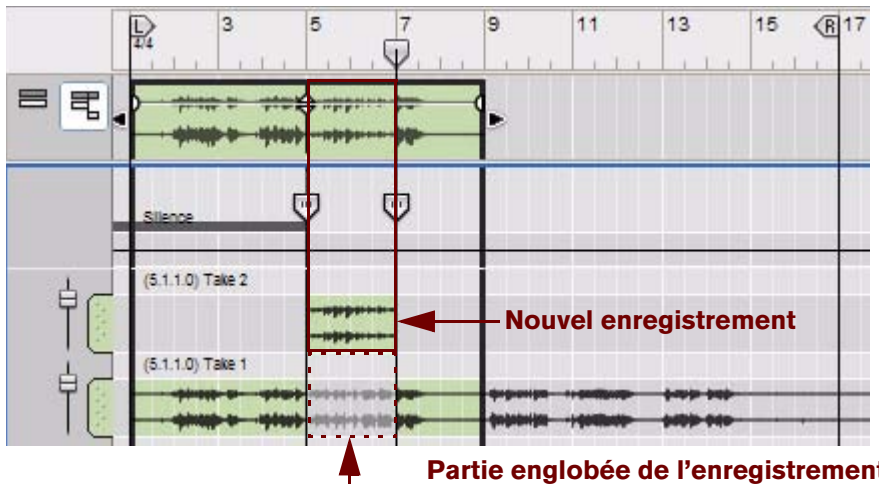 L 3 5 7 9 11 13 15 R 17
4/4
Silence
(5.1.1.0) Take 2
Nouvel enregistrement
(5.1.1.0) Take 1
Partie englobée de l’enregistrement